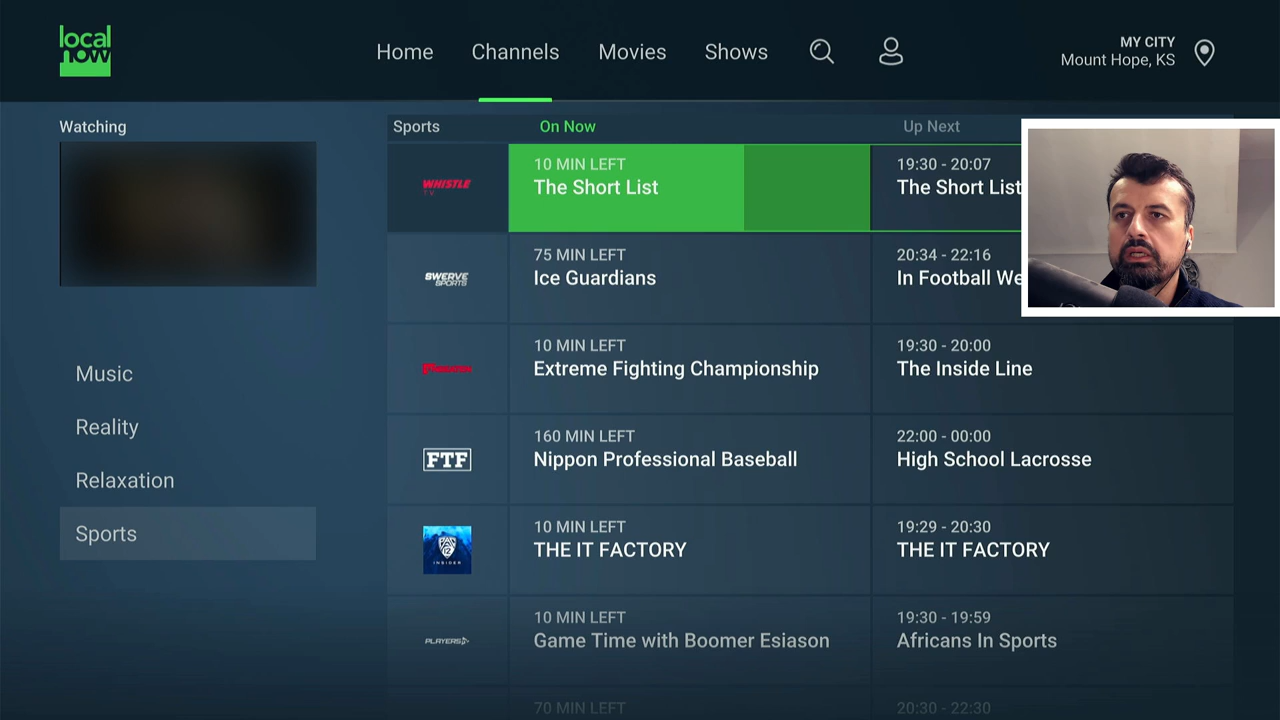 local
now
Home
Channels
Movies
Shows
MY CITY
Mount Hope, KS
Watching
Sports
On Now
Up Next
WHISTLE
TV
10 MIN LEFT
The Short List
19:30 - 20:07
The Short List
SWERVE
SPORTS
75 MIN LEFT
Ice Guardians
20:34 - 22:16
In Football We
10 MIN LEFT
Extreme Fighting Championship
19:30 - 20:00
The Inside Line
Music
Reality
Relaxation
Sports
FTF
160 MIN LEFT
Nippon Professional Baseball
22:00 - 00:00
High School Lacrosse
PAC
12
INSIDER
10 MIN LEFT
THE IT FACTORY
19:29 - 20:30
THE IT FACTORY
PLAYERS
10 MIN LEFT
Game Time with Boomer Esiason
19:30 - 19:59
Africans In Sports
70 MIN LEFT
20:30 - 22:30